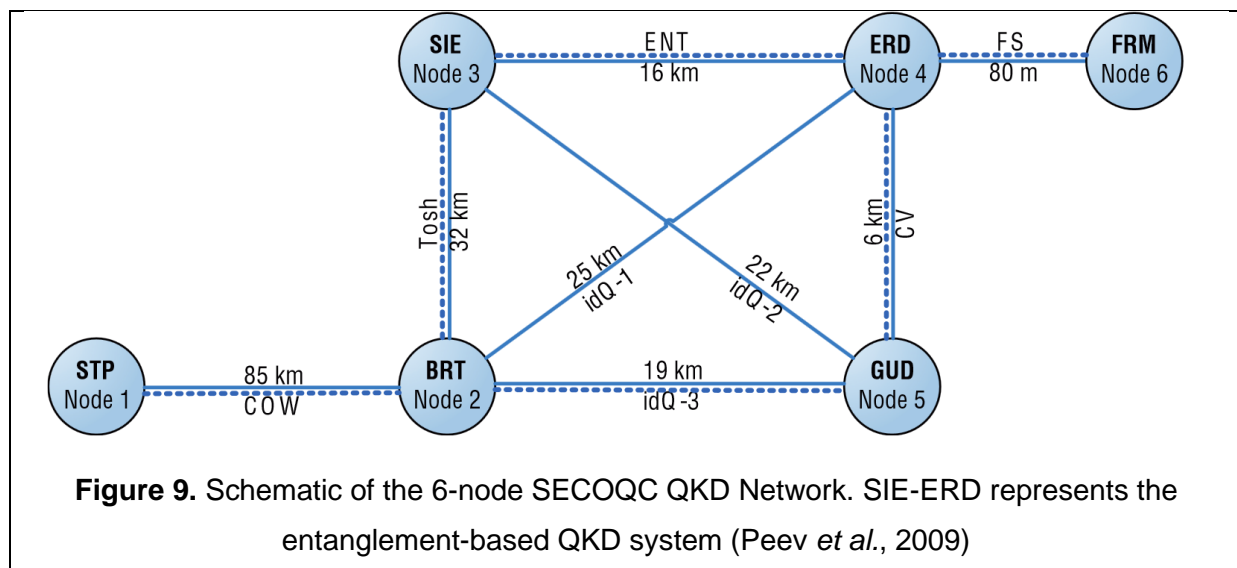 SIE
Node 3
ENT
16 km
ERD
Node 4
FS
80 m
FRM
Node 6
Tosh
32 km
25 km
idQ-1
22 km
idQ-2
6 km
CV
STP
Node 1
85 km
COW
BRT
Node 2
19 km
idQ-3
GUD
Node 5
Figure 9. Schematic of the 6-node SECOQC QKD Network. SIE-ERD represents the
entanglement-based QKD system (Peev et al., 2009)